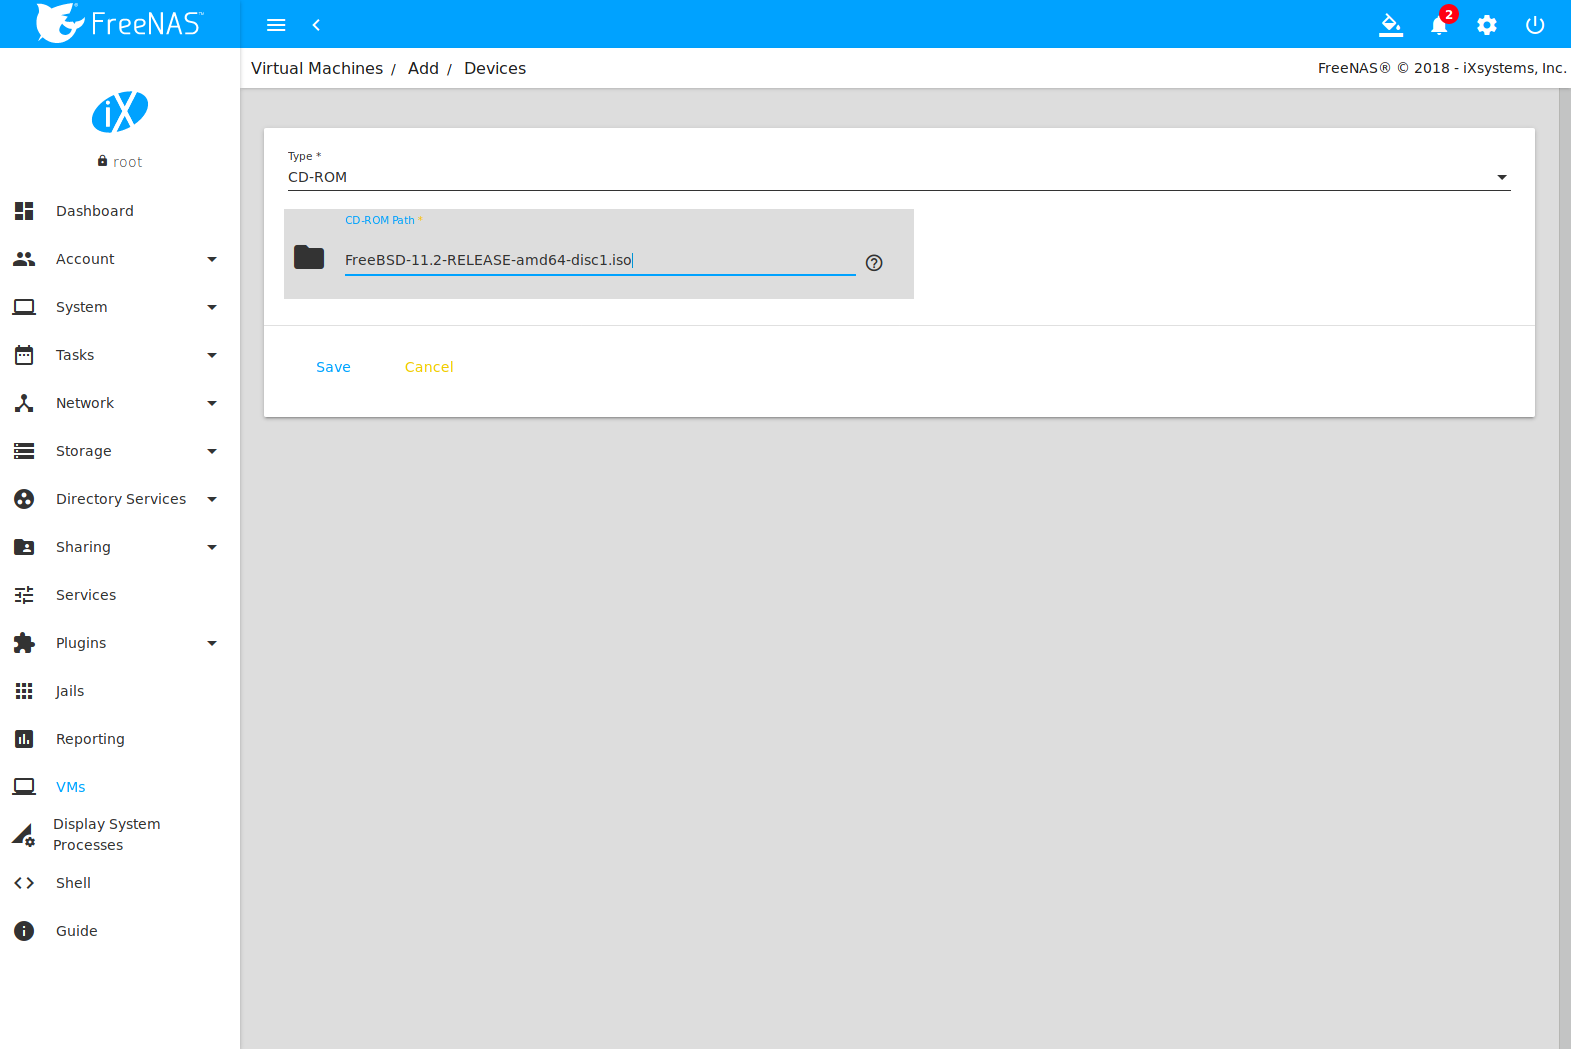 FreeNAS™
2
Virtual Machines / Add / Devices
FreeNAS® © 2018 - iXsystems, Inc.
iX
root
Dashboard
Account
System
Tasks
Network
Storage
Directory Services
Sharing
Services
Plugins
Jails
Reporting
VMs
Display System
Processes
Shell
Guide
Type *
CD-ROM
CD-ROM Path *
FreeBSD-11.2-RELEASE-amd64-disc1.iso
Save Cancel